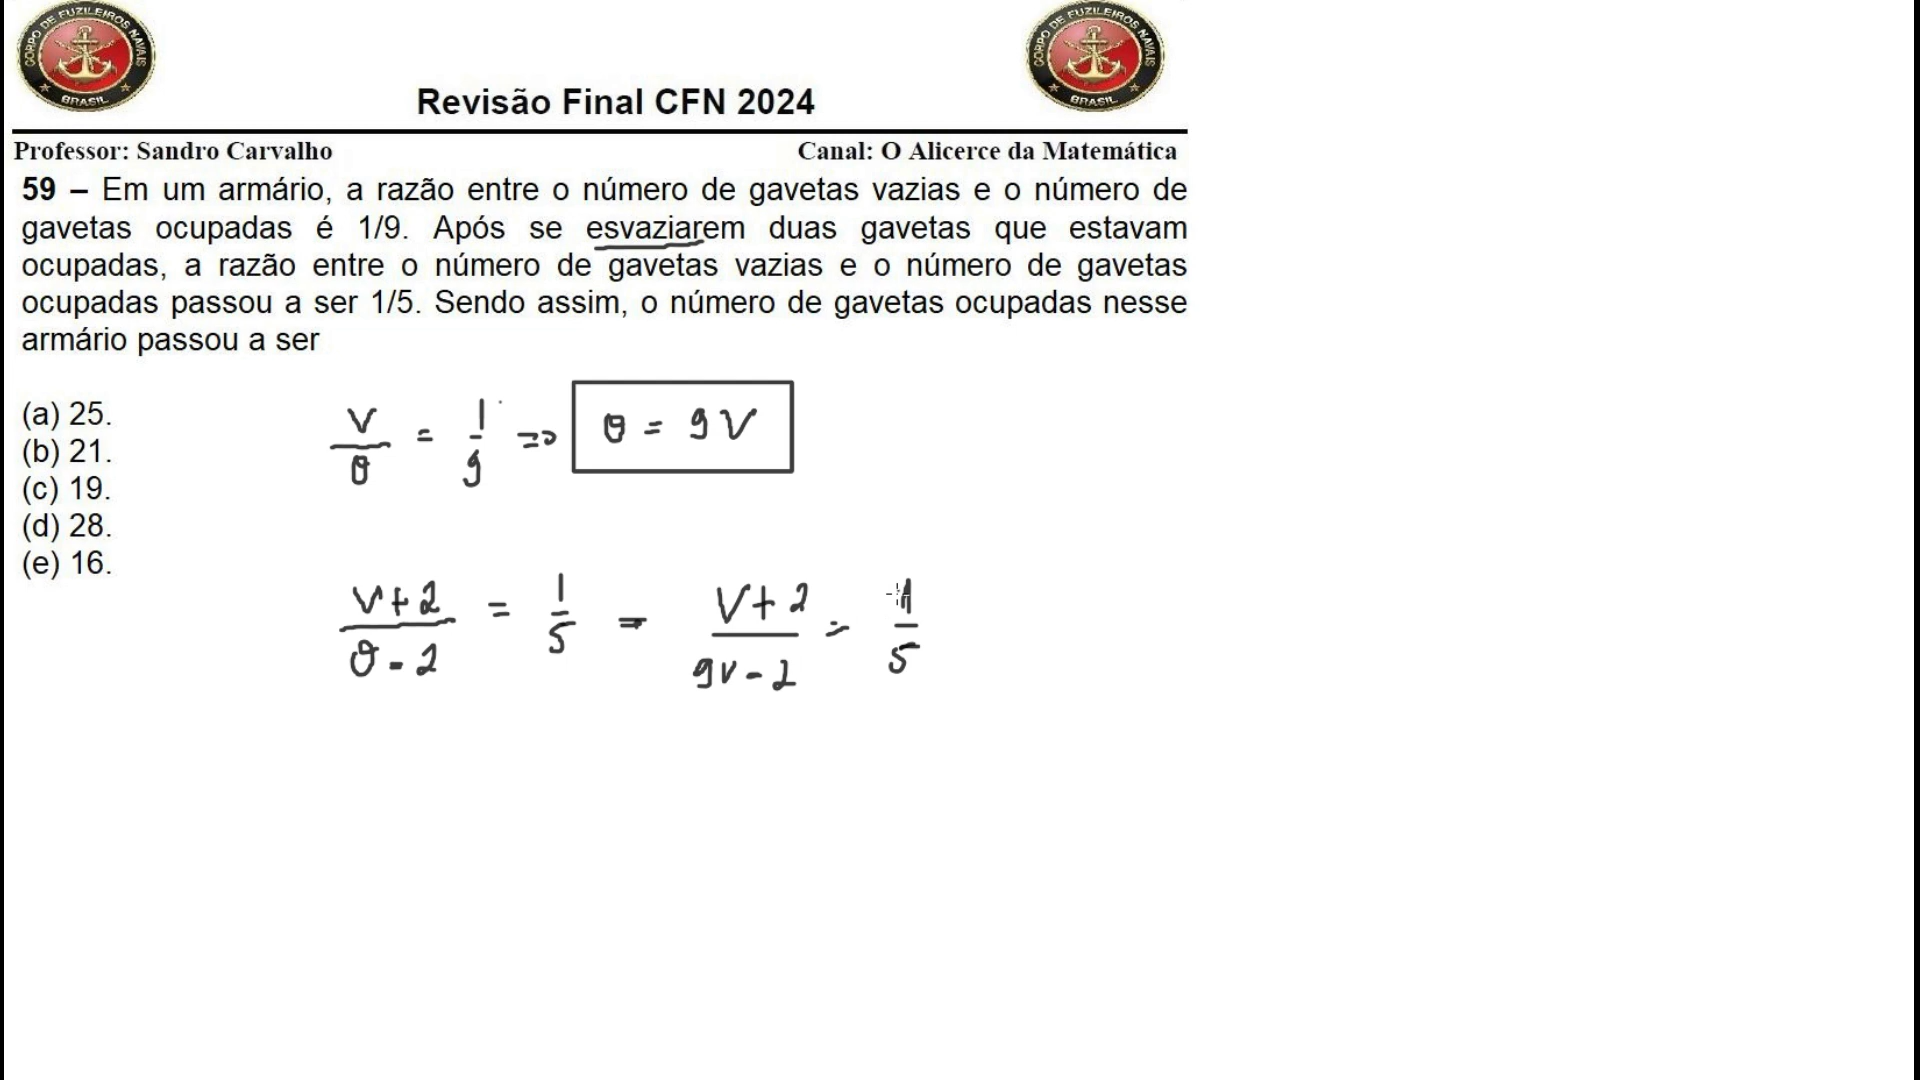 CORPO DE FUZILEIROS NAVAIS
BRASIL
CORPO DE FUZILEIROS NAVAIS
BRASIL
Revisão Final CFN 2024
Professor: Sandro Carvalho
Canal: O Alicerce da Matemática
59 – Em um armário, a razão entre o número de gavetas vazias e o número de
gavetas ocupadas é 1/9. Após se esvaziarem duas gavetas que estavam
ocupadas, a razão entre o número de gavetas vazias e o número de gavetas
ocupadas passou a ser 1/5. Sendo assim, o número de gavetas ocupadas nesse
armário passou a ser
(a) 25.
(b) 21.
(c) 19.
(d) 28.
(e) 16.
V/θ = 1/9 => θ = 9V
V+2/θ-2 = 1/5 = V+2/9V-2 = 1/5